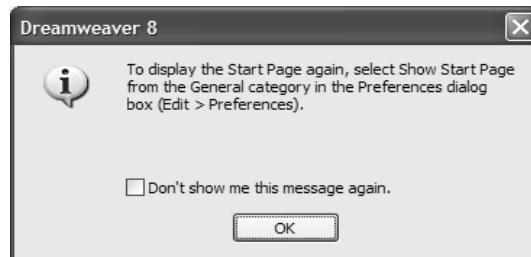 Dreamweaver 8
To display the Start Page again, select Show Start Page
from the General category in the Preferences dialog
box (Edit > Preferences).
Don't show me this message again.
OK